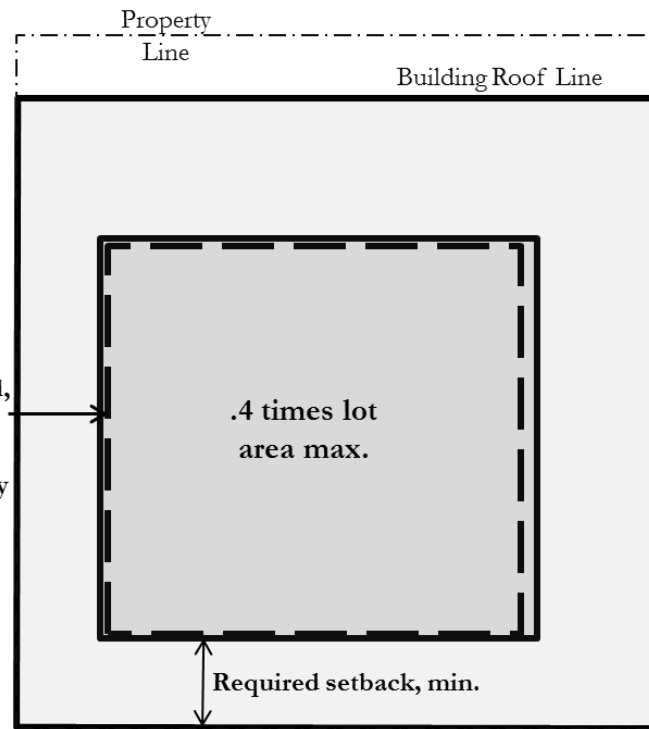 Property
Line
Building Roof Line
.4 times lot
area max.
Required setback, min.